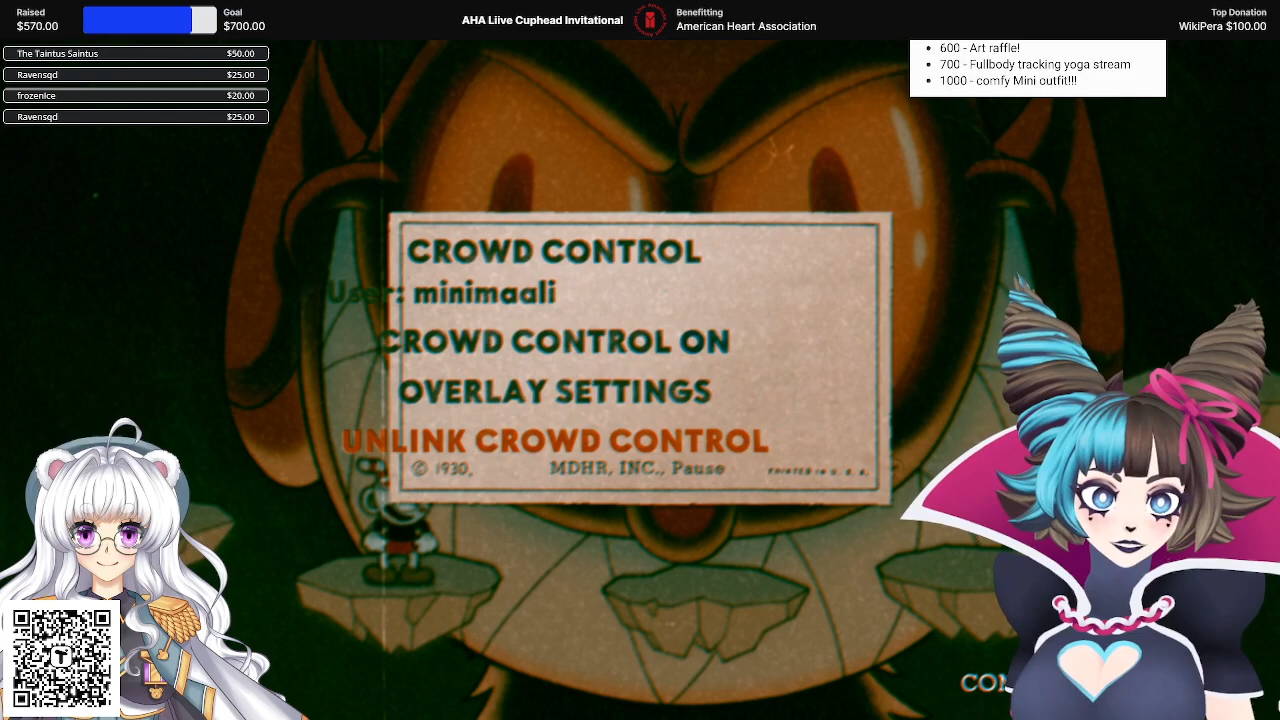 Raised
$570.00
Goal
$700.00
AHA Liive Cuphead Invitational
Benefitting
American Heart Association
Top Donation
WikiPera $100.00
The Taintus Saintus $50.00
Ravensqd $25.00
frozenIce $20.00
Ravensqd $25.00
600 - Art raffle!
700 - Fullbody tracking yoga stream
1000 - comfy Mini outfit!!!
CROWD CONTROL
User: minimaali
CROWD CONTROL ON
OVERLAY SETTINGS
UNLINK CROWD CONTROL
© 1930, MDHR, INC., Pause PRINTED in U. S. A.
T